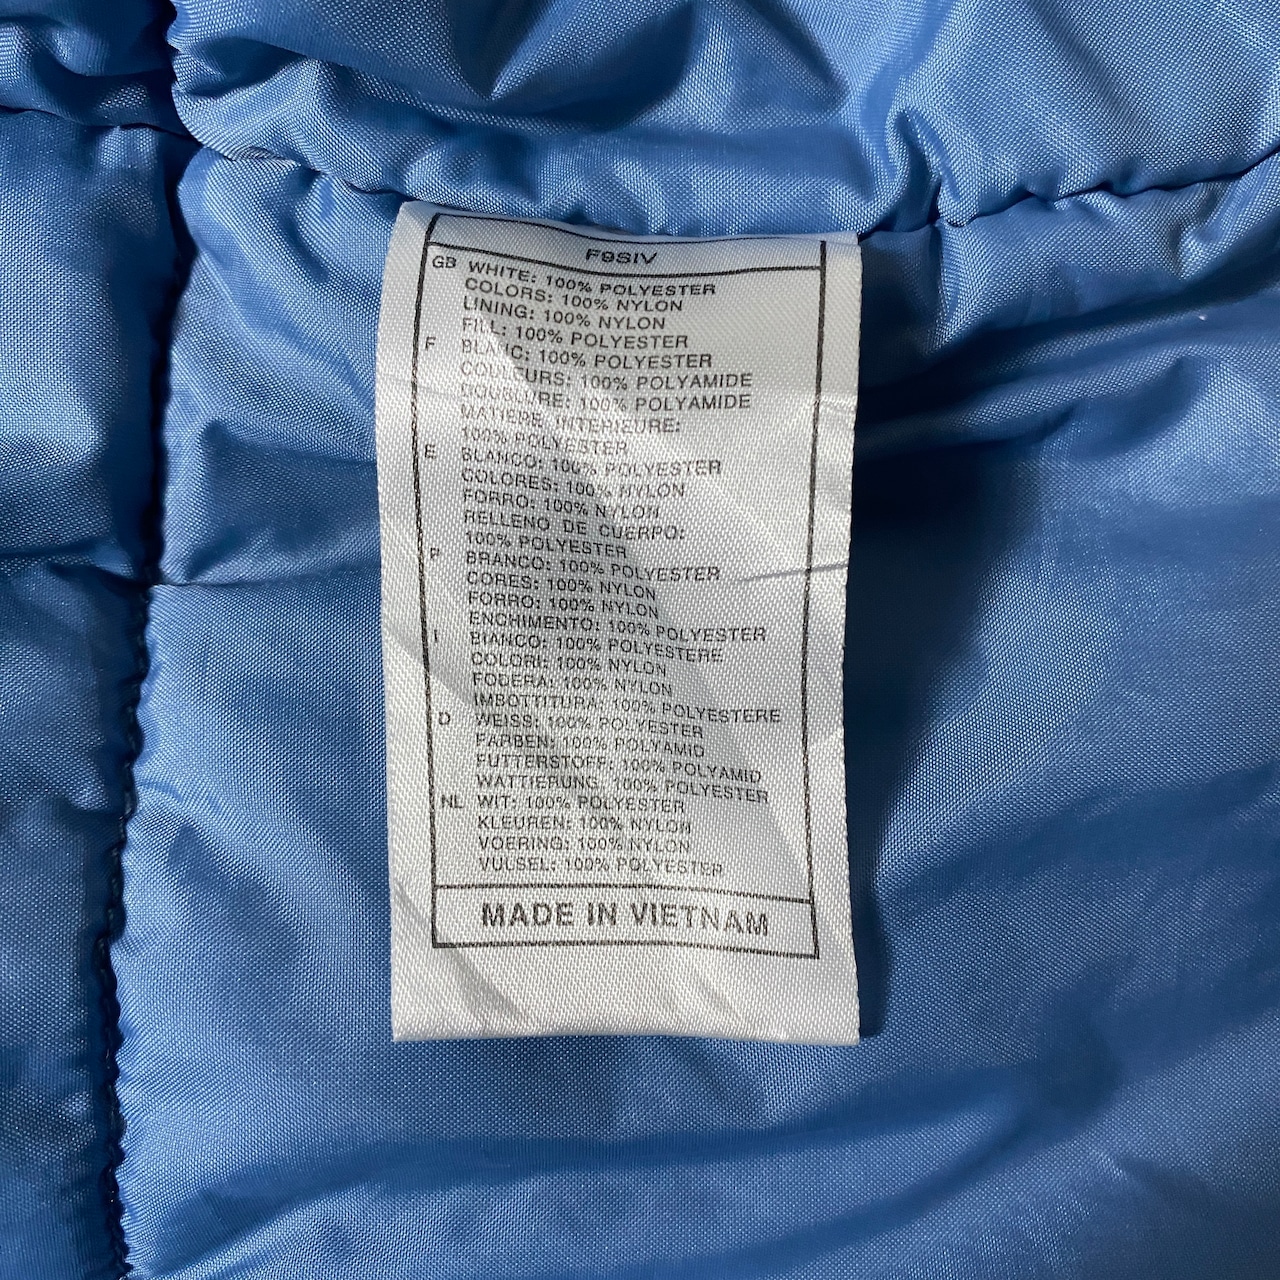 F9SIV
GB WHITE: 100% POLYESTER
COLORS: 100% NYLON
LINING: 100% NYLON
FILL: 100% POLYESTER
F BLANC: 100% POLYESTER
COULEURS: 100% POLYAMIDE
DOUBLURE: 100% POLYAMIDE
MATIERE INTERIEURE:
100% POLYESTER
E BLANCO: 100% POLYESTER
COLORES: 100% NYLON
FORRO: 100% NYLON
RELLENO DE CUERPO:
100% POLYESTER
P BRANCO: 100% POLYESTER
CORES: 100% NYLON
FORRO: 100% NYLON
ENCHIMENTO: 100% POLYESTER
I BIANCO: 100% POLYESTERE
COLORI: 100% NYLON
FODERA: 100% NYLON
IMBOTTITURA: 100% POLYESTERE
D WEISS: 100% POLYESTER
FARBEN: 100% POLYAMID
FUTTERSTOFF: 100% POLYAMID
WATTIERUNG: 100% POLYESTER
NL WIT: 100% POLYESTER
KLEUREN: 100% NYLON
VOERING: 100% NYLON
VULSEL: 100% POLYESTER
MADE IN VIETNAM